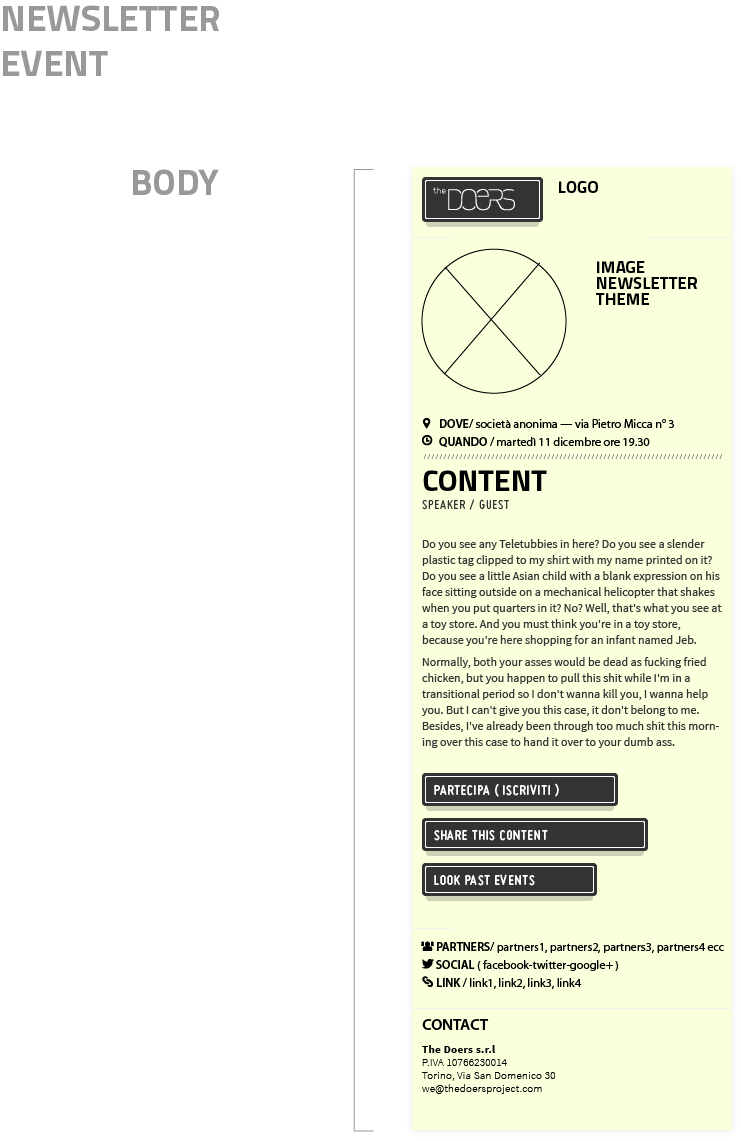 NEWSLETTER
EVENT
BODY
the DOERS
LOGO
IMAGE
NEWSLETTER
THEME
DOVE/ società anonima — via Pietro Micca n° 3
QUANDO / martedì 11 dicembre ore 19.30
CONTENT
SPEAKER / GUEST
Do you see any Teletubbies in here? Do you see a slender
plastic tag clipped to my shirt with my name printed on it?
Do you see a little Asian child with a blank expression on his
face sitting outside on a mechanical helicopter that shakes
when you put quarters in it? No? Well, that's what you see at
a toy store. And you must think you're in a toy store,
because you're here shopping for an infant named Jeb.
Normally, both your asses would be dead as fucking fried
chicken, but you happen to pull this shit while I'm in a
transitional period so I don't wanna kill you, I wanna help
you. But I can't give you this case, it don't belong to me.
Besides, I've already been through too much shit this morn-
ing over this case to hand it over to your dumb ass.
PARTECIPA ( ISCRIVITI )
SHARE THIS CONTENT
LOOK PAST EVENTS
PARTNERS/ partners1, partners2, partners3, partners4 ecc
SOCIAL ( facebook-twitter-google+ )
LINK / link1, link2, link3, link4
CONTACT
The Doers s.r.l
P.IVA 10766230014
Torino, Via San Domenico 30
we@thedoersproject.com